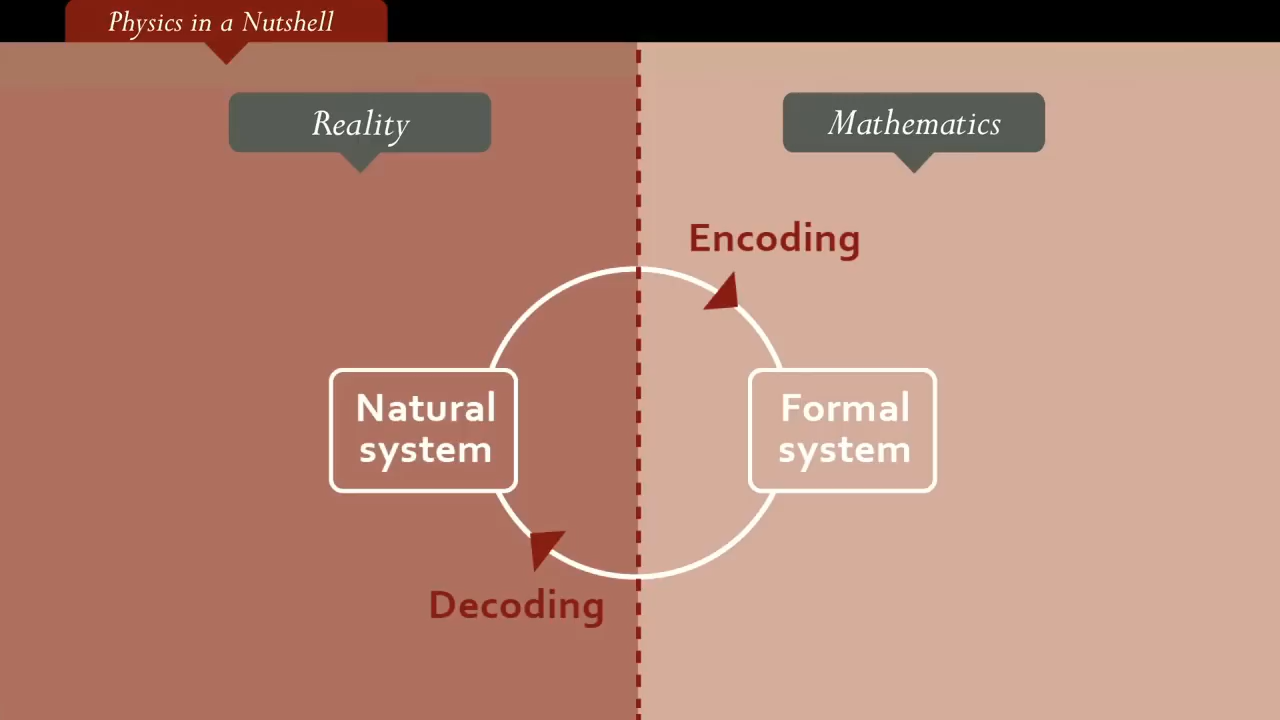 Physics in a Nutshell
Reality
Mathematics
Encoding
Natural
system
Formal
system
Decoding